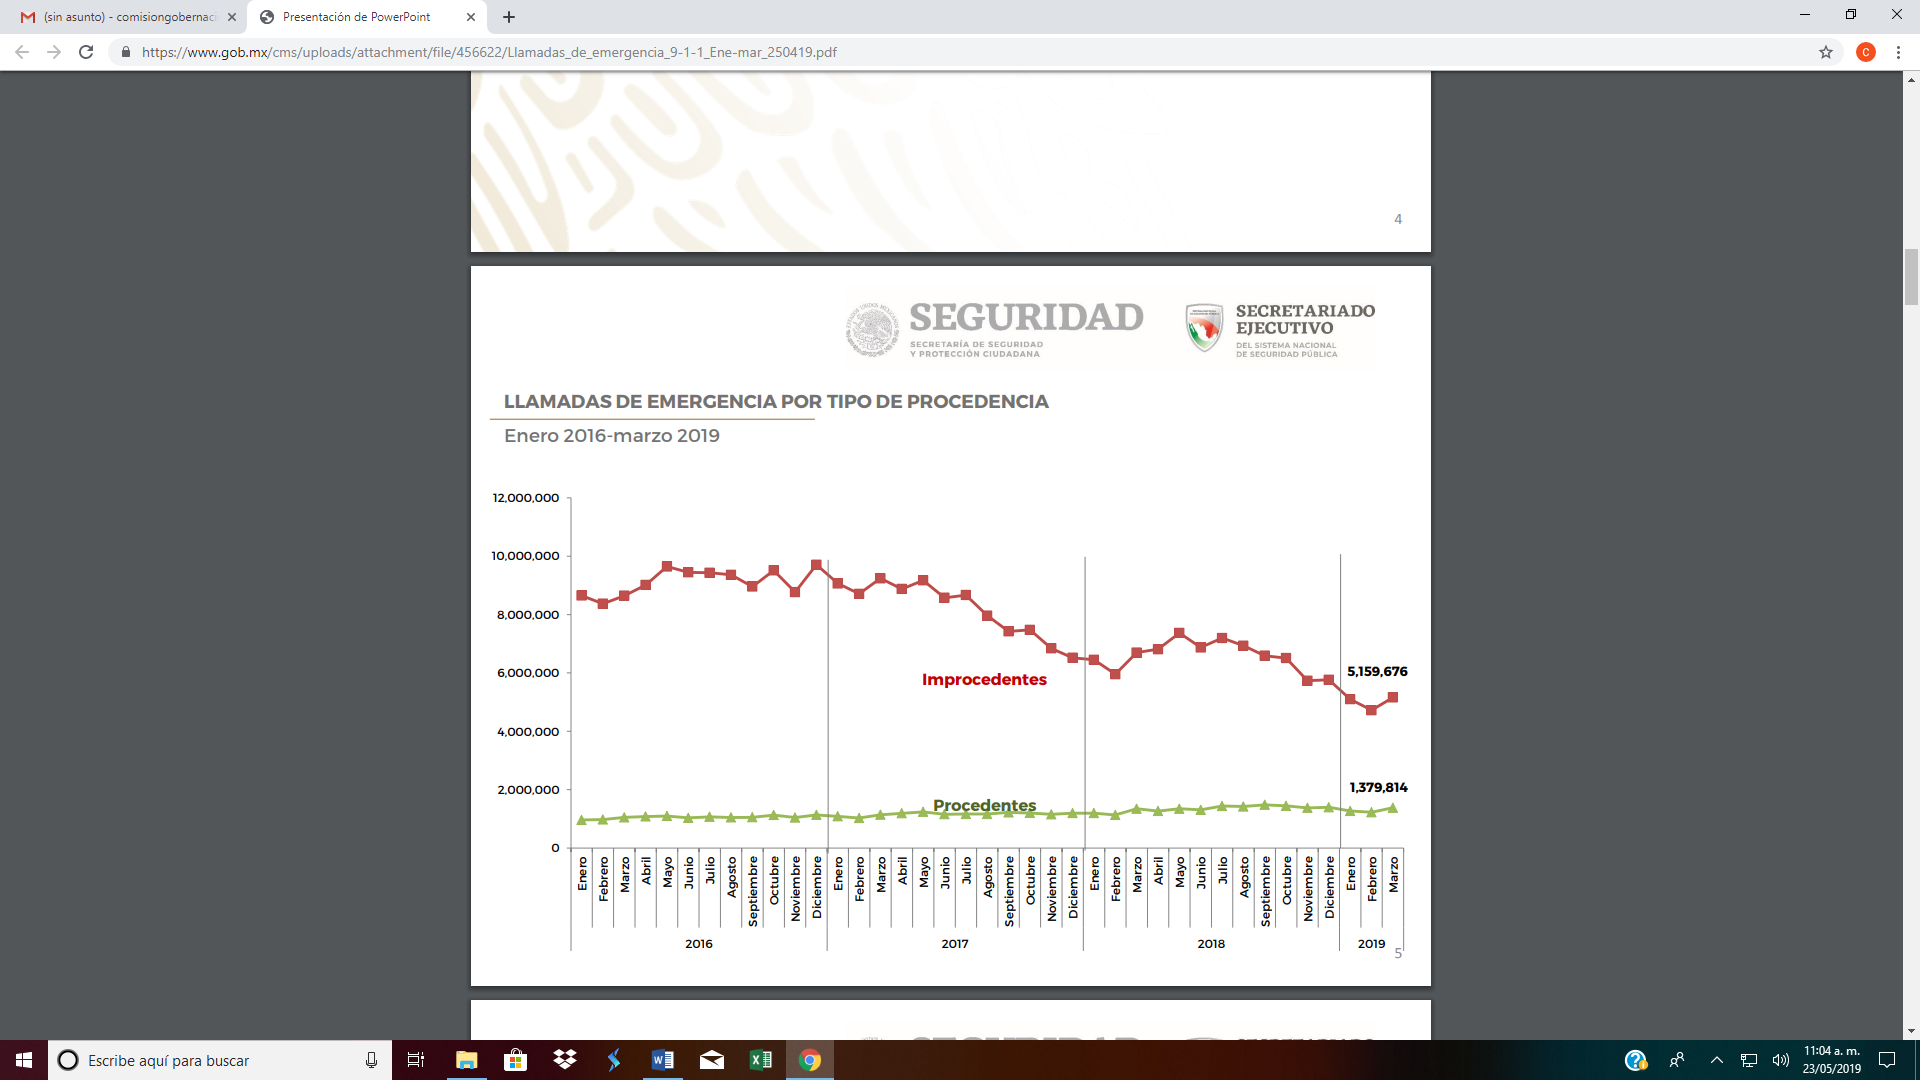 (sin asunto) - comisiongobernaci
Presentación de PowerPoint
https://www.gob.mx/cms/uploads/attachment/file/456622/Llamadas_de_emergencia_9-1-1_Ene-mar_250419.pdf
C
4
SEGURIDAD
SECRETARÍA DE SEGURIDAD
Y PROTECCIÓN CIUDADANA
SECRETARIADO
EJECUTIVO
DEL SISTEMA NACIONAL
DE SEGURIDAD PÚBLICA
LLAMADAS DE EMERGENCIA POR TIPO DE PROCEDENCIA
Enero 2016-marzo 2019
12,000,000
10,000,000
8,000,000
6,000,000
4,000,000
2,000,000
0
Improcedentes
5,159,676
Procedentes
1,379,814
Enero Febrero Marzo Abril Mayo Junio Julio Agosto Septiembre Octubre Noviembre Diciembre Enero Febrero Marzo Abril Mayo Junio Julio Agosto Septiembre Octubre Noviembre Diciembre Enero Febrero Marzo Abril Mayo Junio Julio Agosto Septiembre Octubre Noviembre Diciembre Enero Febrero Marzo
2016 2017 2018 2019
5
Escribe aquí para buscar
11:04 a. m.
23/05/2019